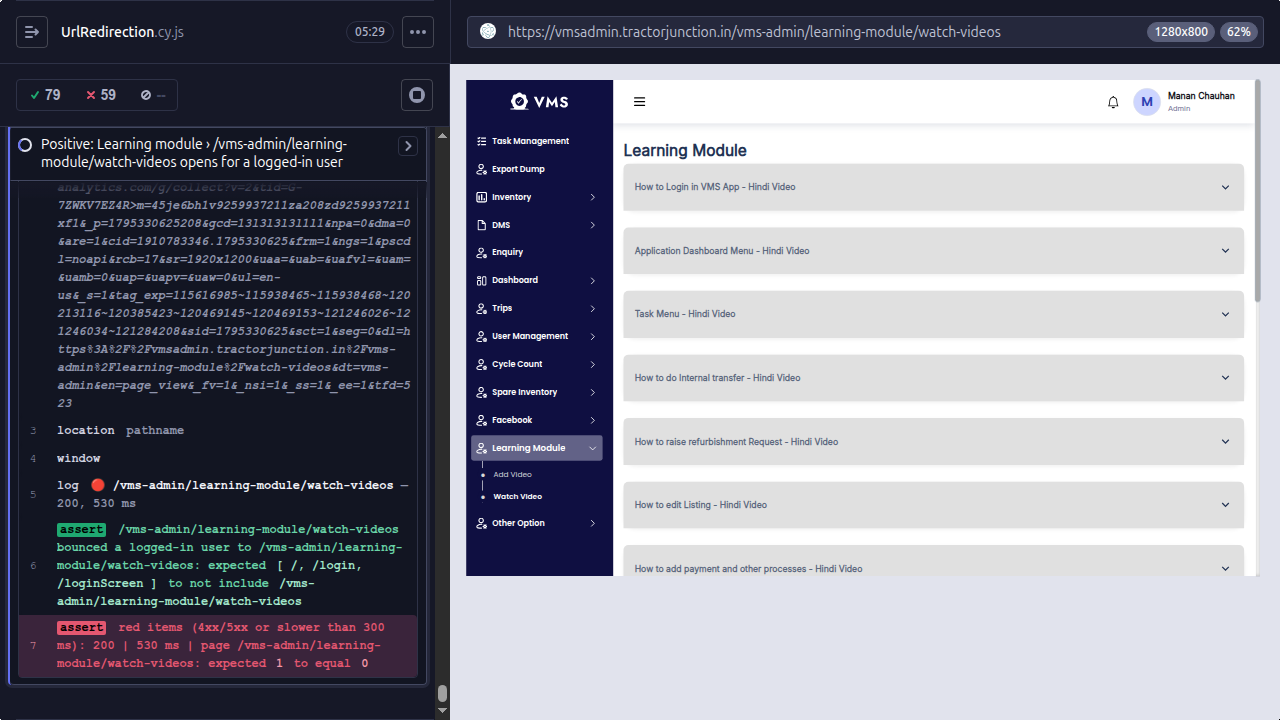 UrlRedirection.cy.js
05:29
79
59
--
Positive: Learning module › /vms-admin/learning-
module/watch-videos opens for a logged-in user
analytics.com/g/collect?v=2&tid=G-
7ZWKV7EZ4R>m=45je6bh1v9259937211za208zd9259937211
xf1&_p=1795330625208&gcd=13l3l3l3l1l1&npa=0&dma=0
&are=1&cid=1910783346.1795330625&frm=1&ngs=1&pscd
l=noapi&rcb=17&sr=1920x1200&uaa=&uab=&uafvl=&uam=
&uamb=0&uap=&uapv=&uaw=0&ul=en-
us&_s=1&tag_exp=115616985~115938465~115938468~120
213116~120385423~120469145~120469153~121246026~12
1246034~121284208&sid=1795330625&sct=1&seg=0&dl=h
ttps%3A%2F%2Fvmsadmin.tractorjunction.in%2Fvms-
admin%2Flearning-module%2Fwatch-videos&dt=vms-
admin&en=page_view&_fv=1&_nsi=1&_ss=1&_ee=1&tfd=5
23
3 location pathname
4 window
5 log 🔴 /vms-admin/learning-module/watch-videos —
200, 530 ms
assert /vms-admin/learning-module/watch-videos
bounced a logged-in user to /vms-admin/learning-
6 module/watch-videos: expected [ /, /login,
/loginScreen ] to not include /vms-
admin/learning-module/watch-videos
assert red items (4xx/5xx or slower than 300
7 ms): 200 | 530 ms | page /vms-admin/learning-
module/watch-videos: expected 1 to equal 0
https://vmsadmin.tractorjunction.in/vms-admin/learning-module/watch-videos
1280x800
62%
VMS
Manan Chauhan
M
Admin
Task Management
Export Dump
Inventory
DMS
Enquiry
Dashboard
Trips
User Management
Cycle Count
Spare Inventory
Facebook
Learning Module
Add Video
Watch Video
Other Option
Learning Module
How to Login in VMS App - Hindi Video
Application Dashboard Menu - Hindi Video
Task Menu - Hindi Video
How to do Internal transfer - Hindi Video
How to raise refurbishment Request - Hindi Video
How to edit Listing - Hindi Video
How to add payment and other processes - Hindi Video